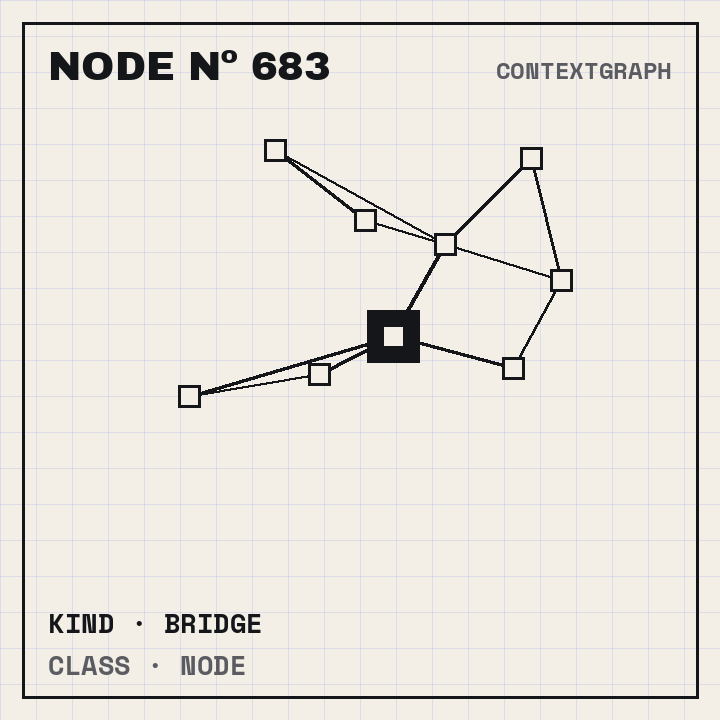 NODE Nº 683
CONTEXTGRAPH
KIND · BRIDGE
CLASS · NODE